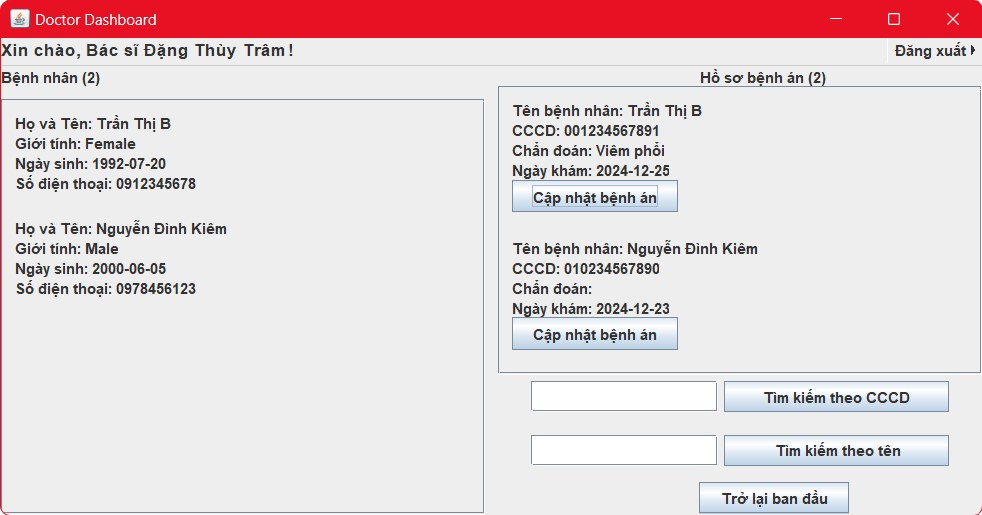 Doctor Dashboard
Xin chào, Bác sĩ Đặng Thùy Trâm!
Đăng xuất
Bệnh nhân (2)
Họ và Tên: Trần Thị B
Giới tính: Female
Ngày sinh: 1992-07-20
Số điện thoại: 0912345678
Họ và Tên: Nguyễn Đình Kiêm
Giới tính: Male
Ngày sinh: 2000-06-05
Số điện thoại: 0978456123
Hồ sơ bệnh án (2)
Tên bệnh nhân: Trần Thị B
CCCD: 001234567891
Chẩn đoán: Viêm phổi
Ngày khám: 2024-12-25
Cập nhật bệnh án
Tên bệnh nhân: Nguyễn Đình Kiêm
CCCD: 010234567890
Chẩn đoán:
Ngày khám: 2024-12-23
Cập nhật bệnh án
Tìm kiếm theo CCCD
Tìm kiếm theo tên
Trở lại ban đầu